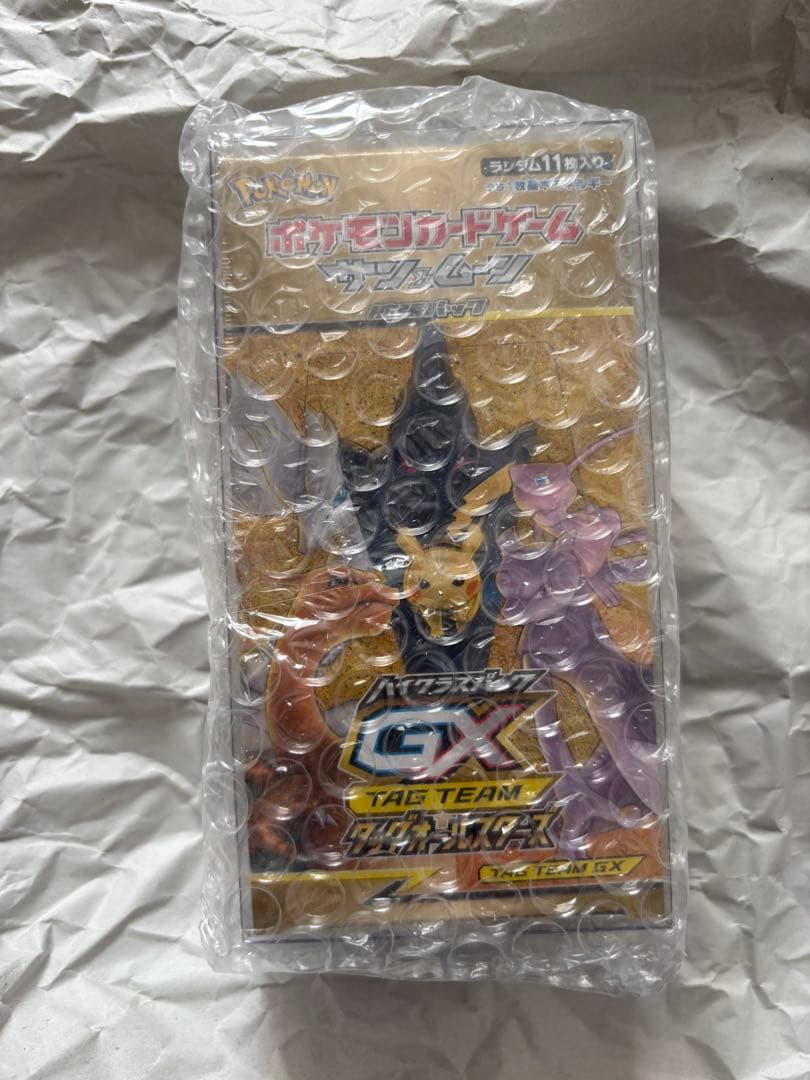 ランダム11枚入り
POKÉMON
ポケモンカードゲーム
サン&ムーン
ハイクラスパック
GX
TAG TEAM
タッグオールスターズ
TAG TEAM GX